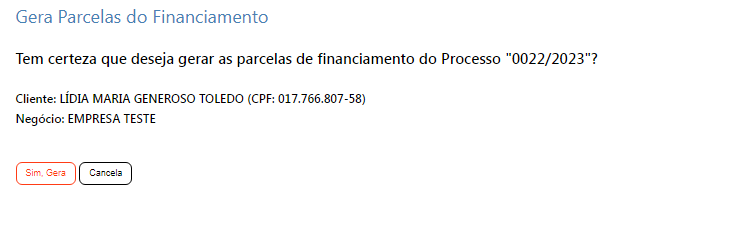 Gera Parcelas do Financiamento
Tem certeza que deseja gerar as parcelas de financiamento do Processo "0022/2023"?
Cliente: LÍDIA MARIA GENEROSO TOLEDO (CPF: 017.766.807-58)
Negócio: EMPRESA TESTE
Sim, Gera Cancela